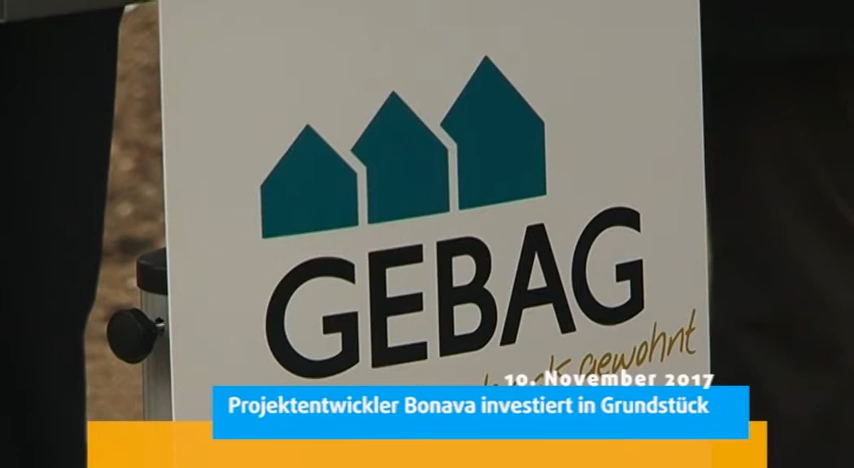 GEBAG
gewohnt
10. November 2017
Projektentwickler Bonava investiert in Grundstück